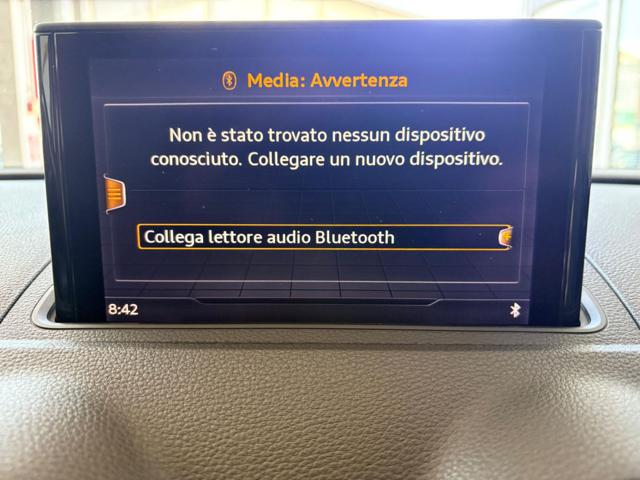 Media: Avvertenza
Non è stato trovato nessun dispositivo
conosciuto. Collegare un nuovo dispositivo.
Collega lettore audio Bluetooth
8:42